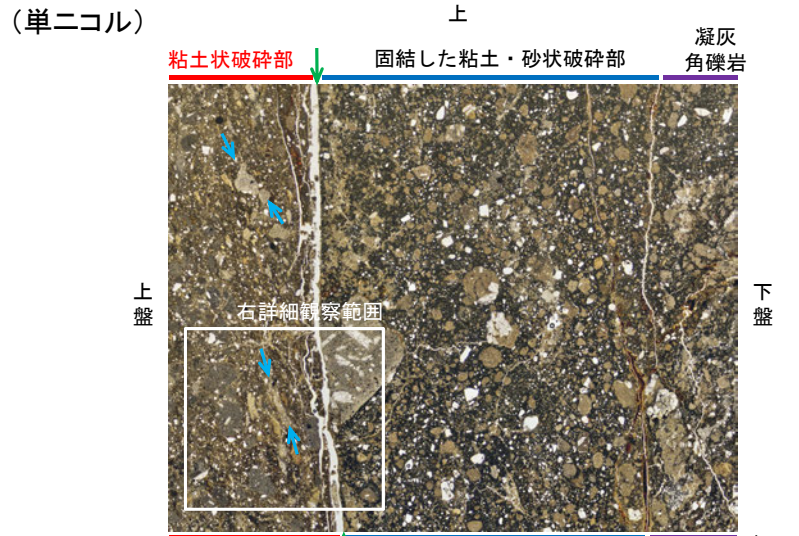 （単ニコル）
上
粘土状破砕部
固結した粘土・砂状破砕部
凝灰
角礫岩
上
盤
下
盤
右詳細観察範囲